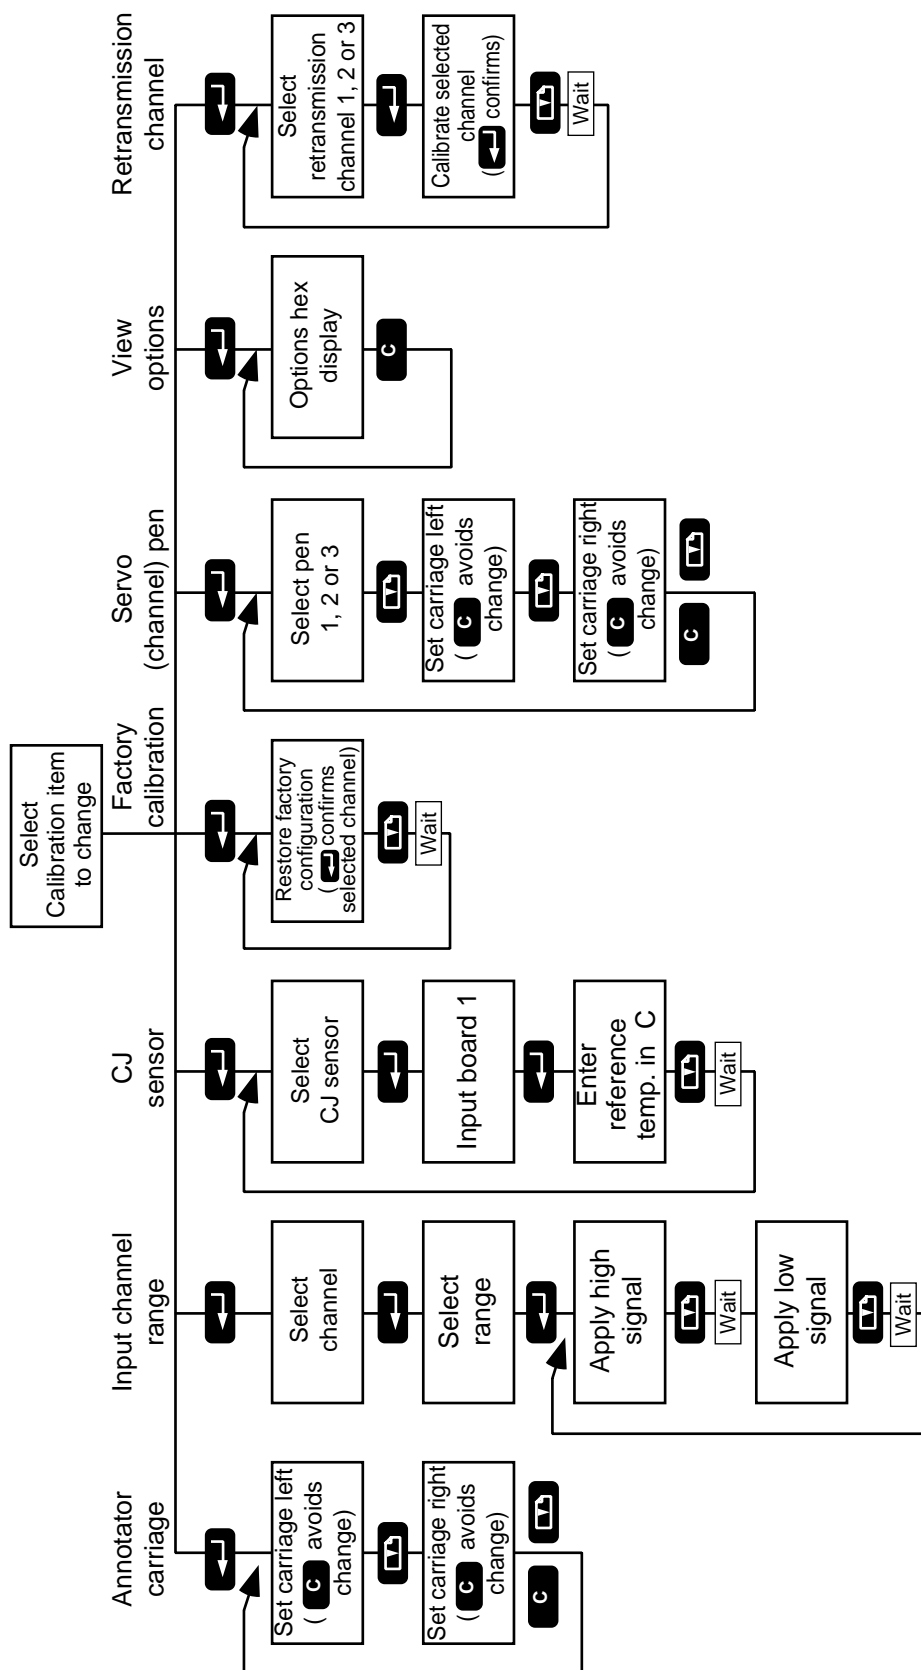 Select
Calibration item
to change
Annotator
carriage
Set carriage left
( C avoids
change)
Set carriage right
( C avoids
change)
C
Input channel
range
Select
channel
Select
range
Apply high
signal
Wait
Apply low
signal
Wait
CJ
sensor
Select
CJ sensor
Input board 1
Enter
reference
temp. in C
Wait
Factory
calibration
Restore factory
configuration
( confirms
selected channel)
Wait
Servo
(channel) pen
Select pen
1, 2 or 3
Set carriage left
( C avoids
change)
Set carriage right
( C avoids
change)
C
View
options
Options hex
display
C
Retransmission
channel
Select
retransmission
channel 1, 2 or 3
Calibrate selected
channel
( confirms)
Wait